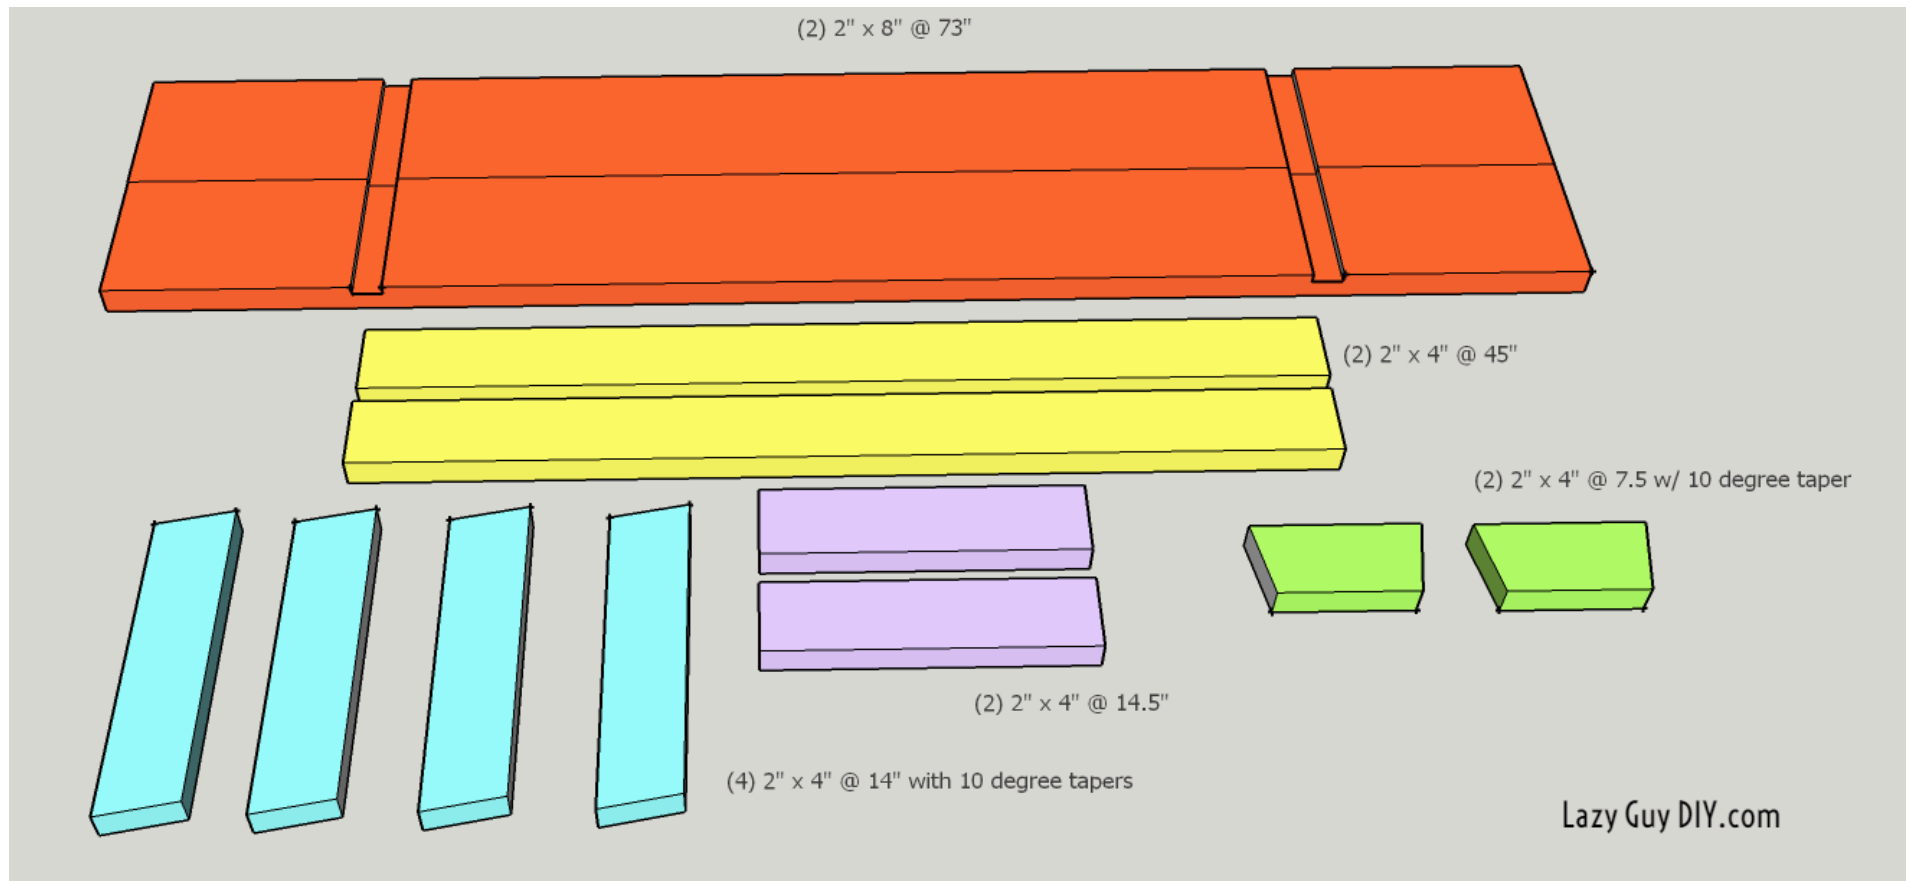 (2) 2" x 8" @ 73"
(2) 2" x 4" @ 45"
(2) 2" x 4" @ 7.5 w/ 10 degree taper
(2) 2" x 4" @ 14.5"
(4) 2" x 4" @ 14" with 10 degree tapers
Lazy Guy DIY.com